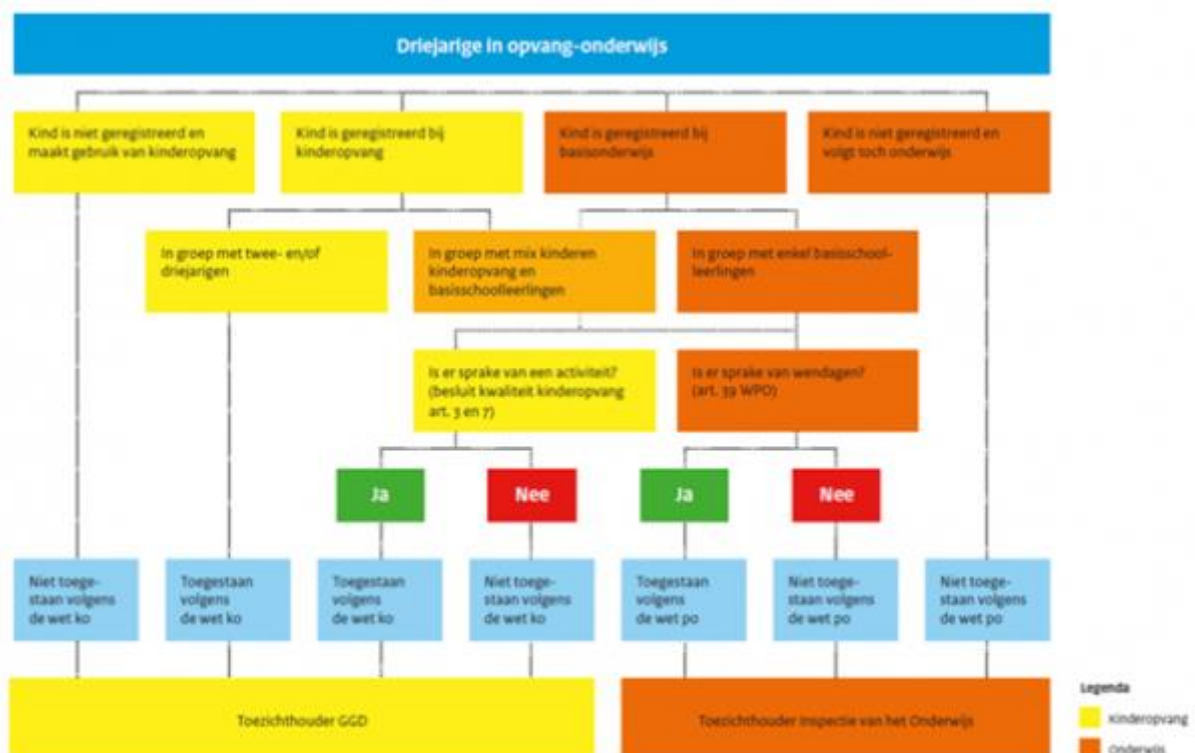 Driejarige in opvang-onderwijs
Kind is niet geregistreerd en
maakt gebruik van kinderopvang
Kind is geregistreerd bij
kinderopvang
Kind is geregistreerd bij
basisonderwijs
Kind is niet geregistreerd en
volgt toch onderwijs
In groep met twee- en/of
driejarigen
In groep met mix kinderen
kinderopvang en
basisschoolleerlingen
In groep met enkel basisschool-
leerlingen
Is er sprake van een activiteit?
(besluit kwaliteit kinderopvang
art. 3 en 7)
Is er sprake van wendagen?
(art. 39 WPO)
Ja
Nee
Ja
Nee
Niet toege-
staan volgens
de wet ko
Toegestaan
volgens
de wet ko
Toegestaan
volgens
de wet ko
Niet toege-
staan volgens
de wet ko
Toegestaan
volgens
de wet po
Niet toege-
staan volgens
de wet po
Niet toege-
staan volgens
de wet po
Toezichthouder GGD
Toezichthouder Inspectie van het Onderwijs
Legenda
Kinderopvang
Onderwijs